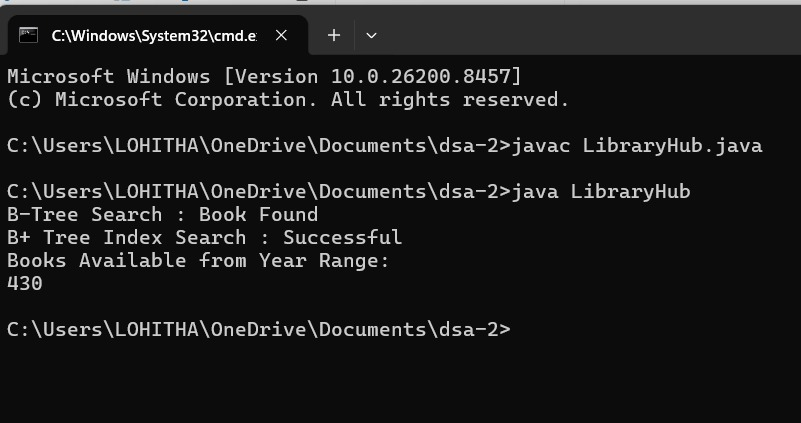 C:\Windows\System32\cmd.e
Microsoft Windows [Version 10.0.26200.8457]
(c) Microsoft Corporation. All rights reserved.
C:\Users\LOHITHA\OneDrive\Documents\dsa-2>javac LibraryHub.java
C:\Users\LOHITHA\OneDrive\Documents\dsa-2>java LibraryHub
B-Tree Search : Book Found
B+ Tree Index Search : Successful
Books Available from Year Range:
430
C:\Users\LOHITHA\OneDrive\Documents\dsa-2>